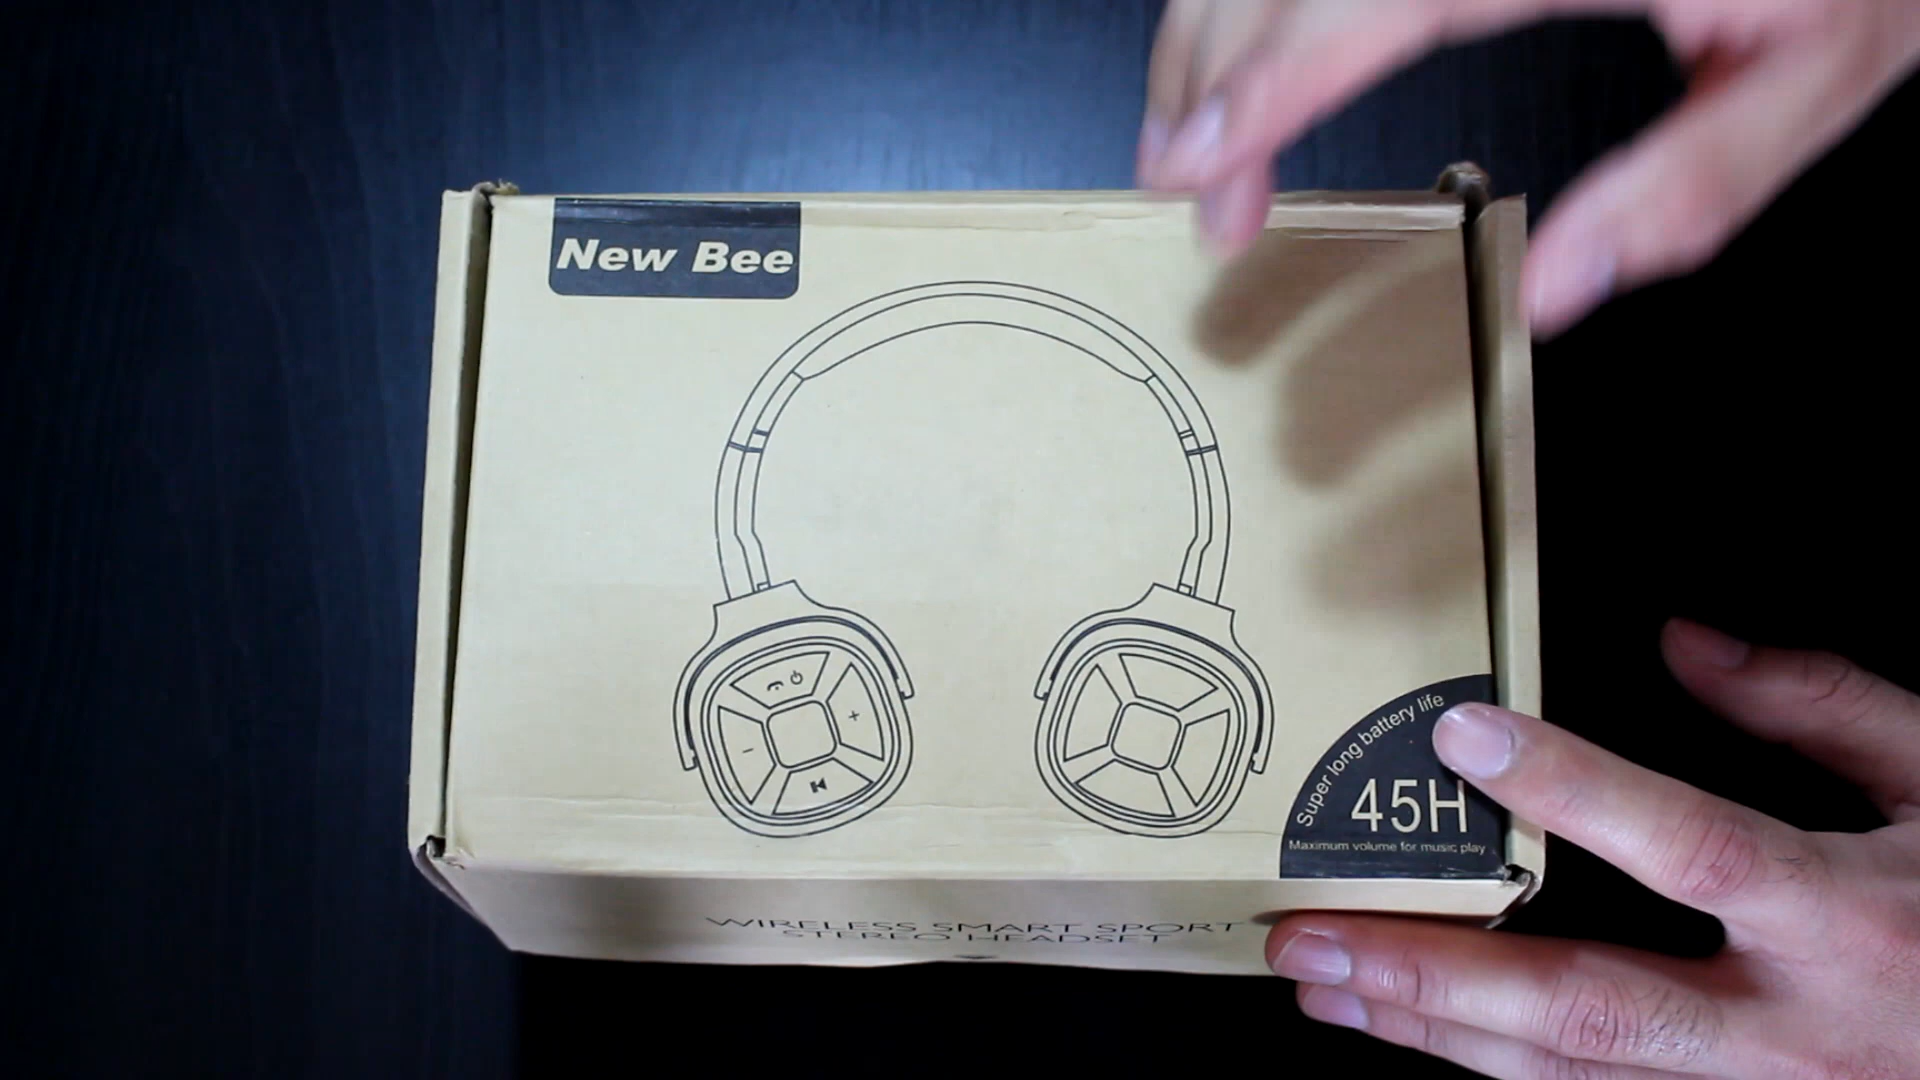 New Bee
+
-
Super long battery life
45H
Maximum volume for music play
WIRELESS SMART SPORT
STEREO HEADSET